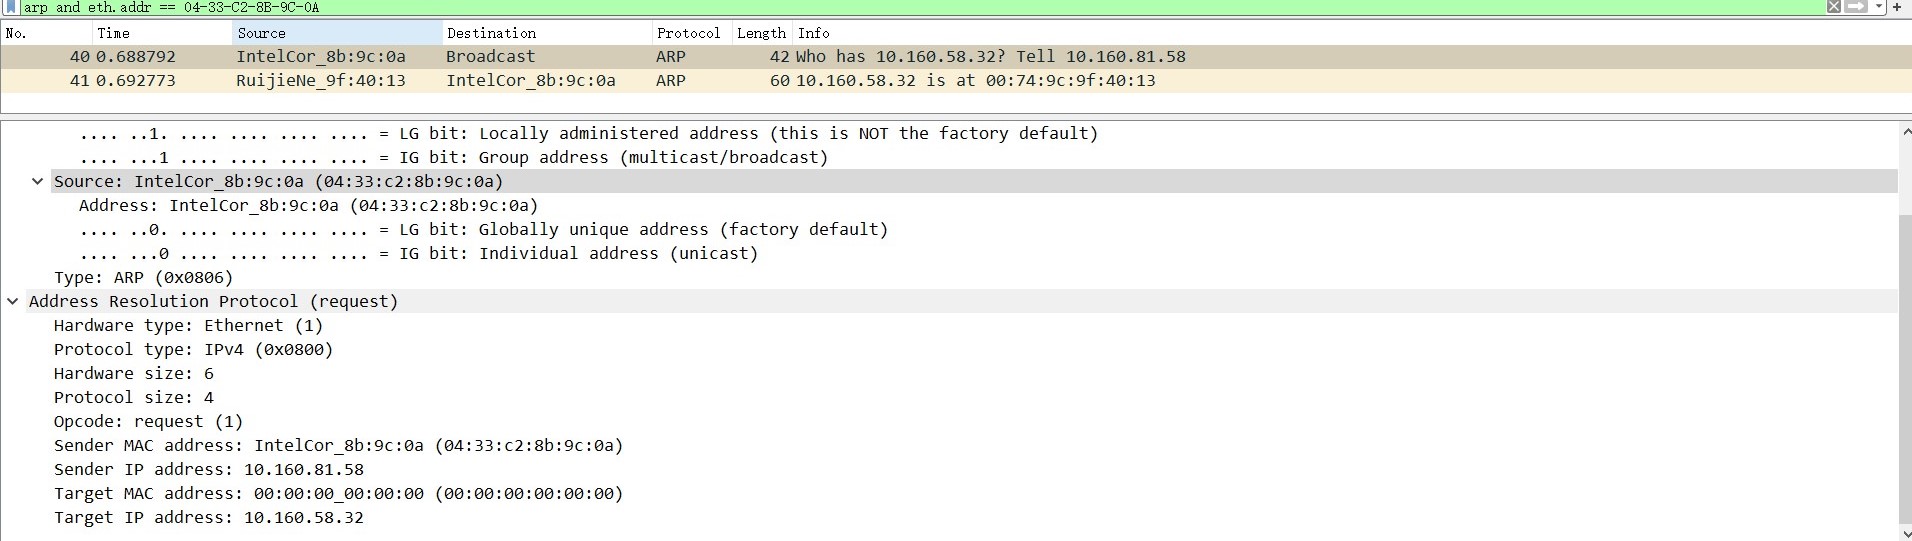 arp and eth.addr == 04-33-C2-8B-9C-0A
No. Time Source Destination Protocol Length Info
40 0.688792 IntelCor_8b:9c:0a Broadcast ARP 42 Who has 10.160.58.32? Tell 10.160.81.58
41 0.692773 RuijieNe_9f:40:13 IntelCor_8b:9c:0a ARP 60 10.160.58.32 is at 00:74:9c:9f:40:13
.... ..1. .... .... .... .... = LG bit: Locally administered address (this is NOT the factory default)
.... ...1 .... .... .... .... = IG bit: Group address (multicast/broadcast)
Source: IntelCor_8b:9c:0a (04:33:c2:8b:9c:0a)
Address: IntelCor_8b:9c:0a (04:33:c2:8b:9c:0a)
.... ..0. .... .... .... .... = LG bit: Globally unique address (factory default)
.... ...0 .... .... .... .... = IG bit: Individual address (unicast)
Type: ARP (0x0806)
Address Resolution Protocol (request)
Hardware type: Ethernet (1)
Protocol type: IPv4 (0x0800)
Hardware size: 6
Protocol size: 4
Opcode: request (1)
Sender MAC address: IntelCor_8b:9c:0a (04:33:c2:8b:9c:0a)
Sender IP address: 10.160.81.58
Target MAC address: 00:00:00_00:00:00 (00:00:00:00:00:00)
Target IP address: 10.160.58.32